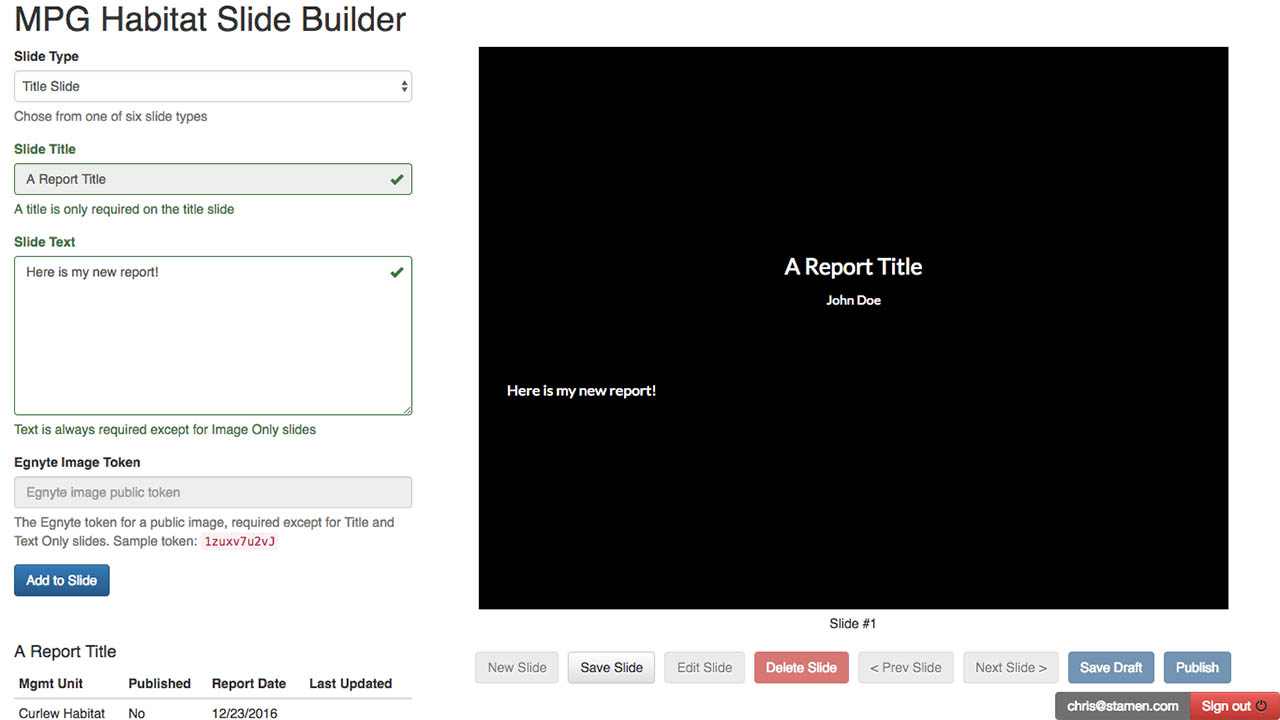 MPG Habitat Slide Builder
Slide Type
Title Slide
Chose from one of six slide types
Slide Title
A Report Title
A title is only required on the title slide
Slide Text
Here is my new report!
Text is always required except for Image Only slides
Egnyte Image Token
Egnyte image public token
The Egnyte token for a public image, required except for Title and
Text Only slides. Sample token: 1zuxv7u2vJ
Add to Slide
A Report Title
Mgmt Unit Published Report Date Last Updated
Curlew Habitat No 12/23/2016
A Report Title
John Doe
Here is my new report!
Slide #1
New Slide Save Slide Edit Slide Delete Slide < Prev Slide Next Slide > Save Draft Publish
chris@stamen.com Sign out